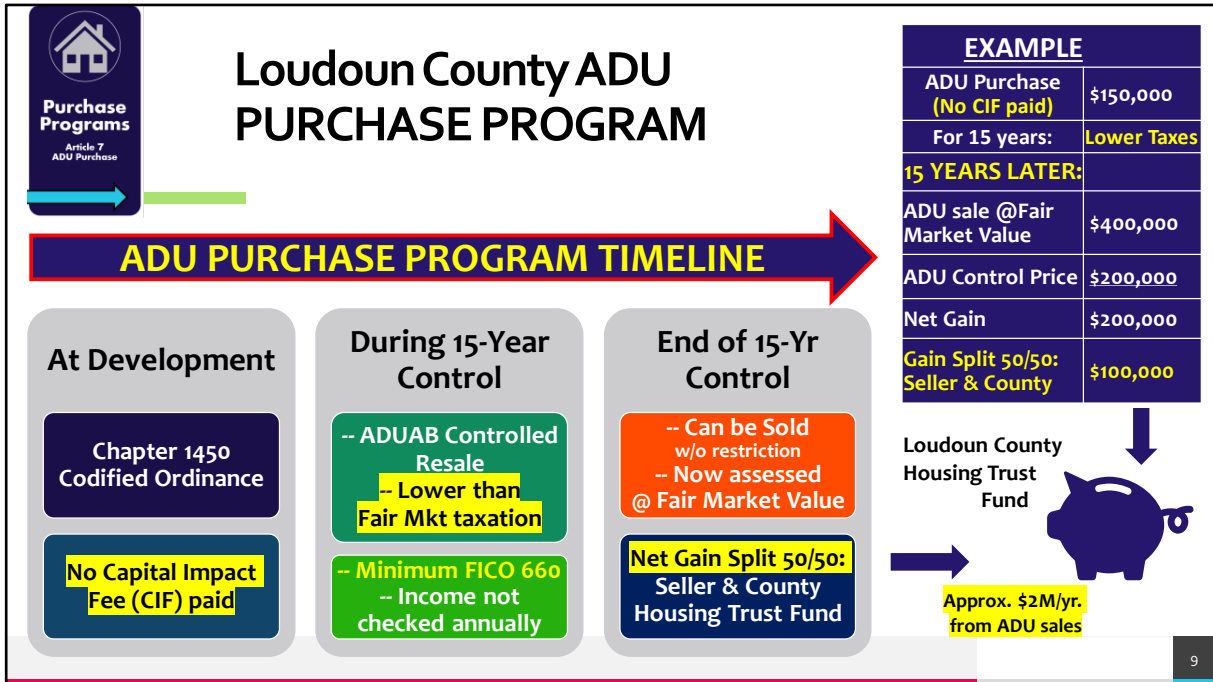 Purchase
Programs
Article 7
ADU Purchase
Loudoun County ADU
PURCHASE PROGRAM
ADU PURCHASE PROGRAM TIMELINE
At Development
Chapter 1450
Codified Ordinance
No Capital Impact
Fee (CIF) paid
During 15-Year
Control
-- ADUAB Controlled
Resale
-- Lower than
Fair Mkt taxation
-- Minimum FICO 660
-- Income not
checked annually
End of 15-Yr
Control
-- Can be Sold
w/o restriction
-- Now assessed
@ Fair Market Value
Net Gain Split 50/50:
Seller & County
Housing Trust Fund
EXAMPLE
ADU Purchase
(No CIF paid)
$150,000
For 15 years:
Lower Taxes
15 YEARS LATER:
ADU sale @Fair
Market Value
$400,000
ADU Control Price
$200,000
Net Gain
$200,000
Gain Split 50/50:
Seller & County
$100,000
Loudoun County
Housing Trust
Fund
Approx. $2M/yr.
from ADU sales
9